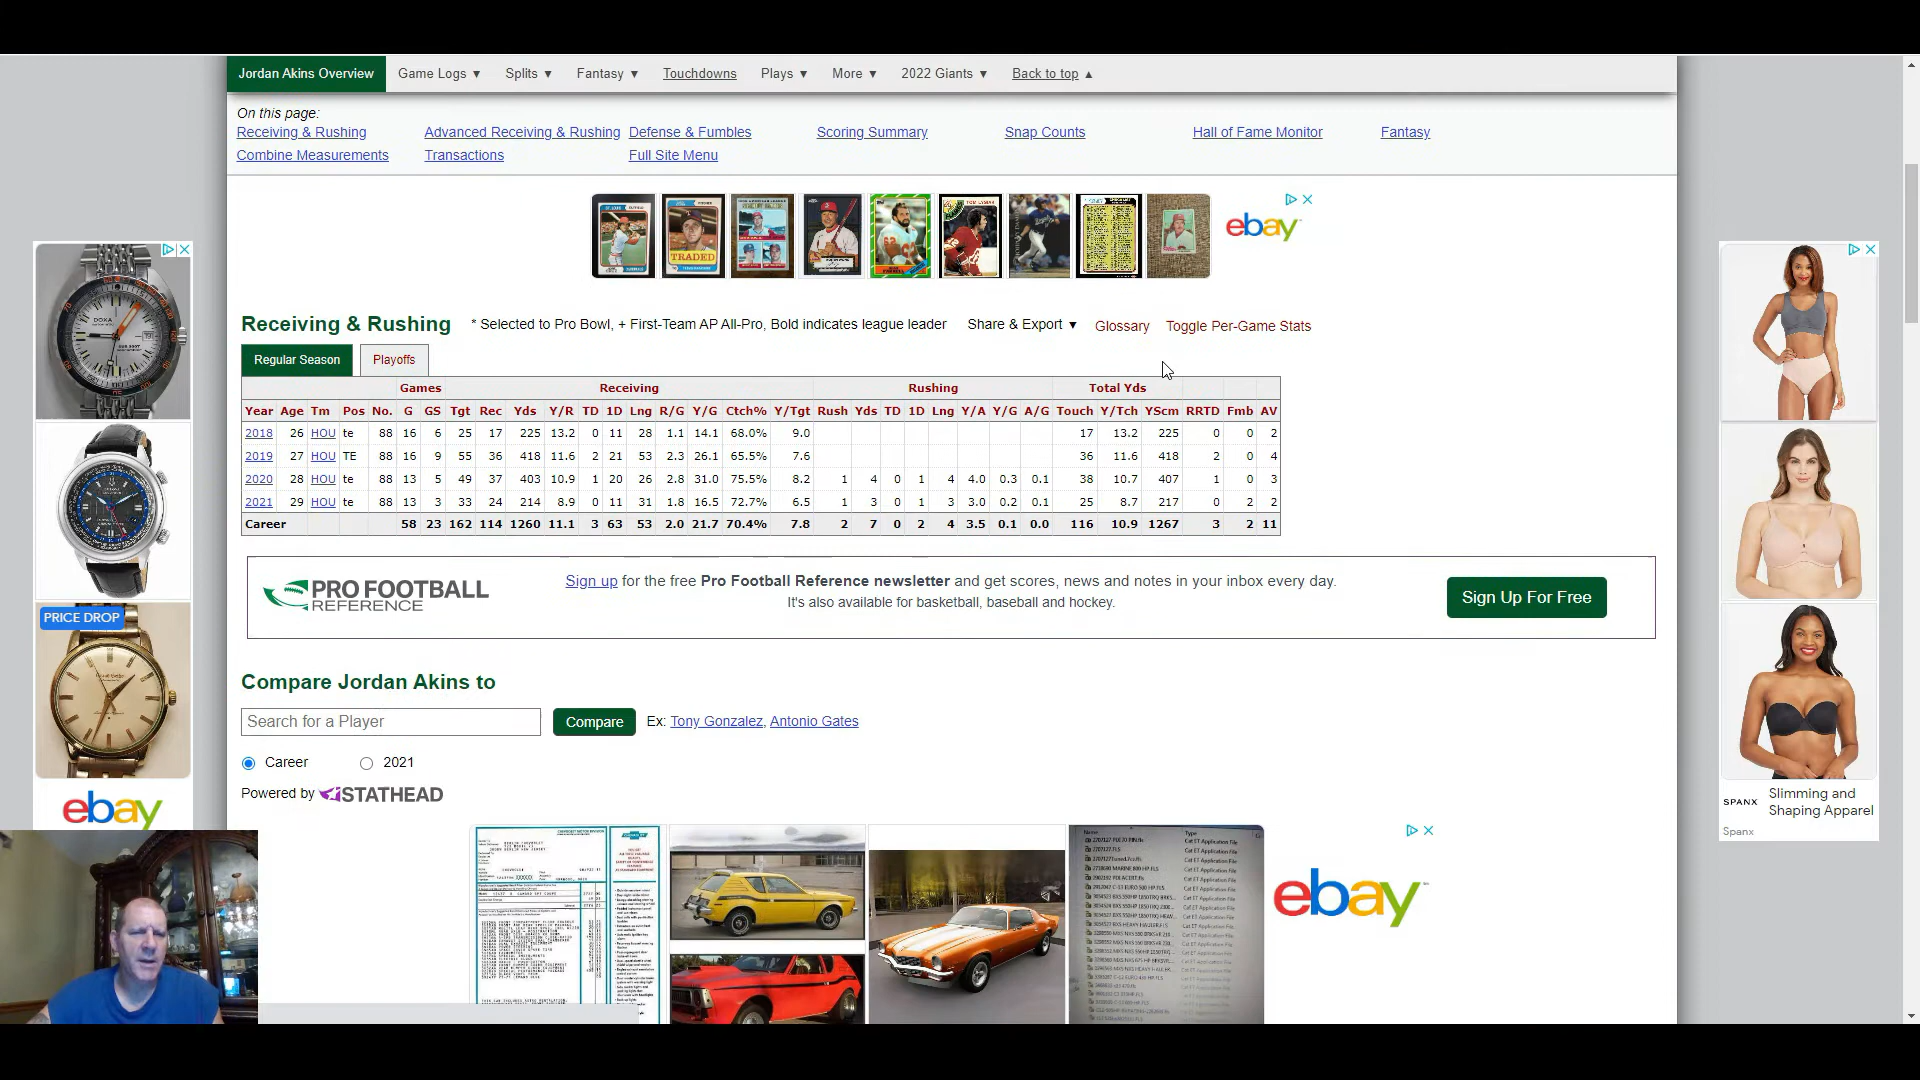 Jordan Akins Overview Game Logs ▼ Splits ▼ Fantasy ▼ Touchdowns Plays ▼ More ▼ 2022 Giants ▼ Back to top ▲
On this page:
Receiving & Rushing Advanced Receiving & Rushing Defense & Fumbles Scoring Summary Snap Counts Hall of Fame Monitor Fantasy
Combine Measurements Transactions Full Site Menu
TRADED
ebay
Receiving & Rushing * Selected to Pro Bowl, + First-Team AP All-Pro, Bold indicates league leader Share & Export ▼ Glossary Toggle Per-Game Stats
Regular Season Playoffs
Games Receiving Rushing Total Yds
Year Age Tm Pos No. G GS Tgt Rec Yds Y/R TD 1D Lng R/G Y/G Ctch% Y/Tgt Rush Yds TD 1D Lng Y/A Y/G A/G Touch Y/Tch YScm RRTD Fmb AV
2018 26 HOU te 88 16 6 25 17 225 13.2 0 11 28 1.1 14.1 68.0% 9.0 17 13.2 225 0 0 2
2019 27 HOU TE 88 16 9 55 36 418 11.6 2 21 53 2.3 26.1 65.5% 7.6 36 11.6 418 2 0 4
2020 28 HOU te 88 13 5 49 37 403 10.9 1 20 26 2.8 31.0 75.5% 8.2 1 4 0 1 4 4.0 0.3 0.1 38 10.7 407 1 0 3
2021 29 HOU te 88 13 3 33 24 214 8.9 0 11 31 1.8 16.5 72.7% 6.5 1 3 0 1 3 3.0 0.2 0.1 25 8.7 217 0 2 2
Career 58 23 162 114 1260 11.1 3 63 53 2.0 21.7 70.4% 7.8 2 7 0 2 4 3.5 0.1 0.0 116 10.9 1267 3 2 11
PRO FOOTBALL
REFERENCE
Sign up for the free Pro Football Reference newsletter and get scores, news and notes in your inbox every day.
It's also available for basketball, baseball and hockey.
Sign Up For Free
Compare Jordan Akins to
Search for a Player Compare Ex: Tony Gonzalez, Antonio Gates
Career 2021
Powered by STATHEAD
DOXA
PRICE DROP
ebay
SPANX Slimming and
Shaping Apparel
Spanx
ebay